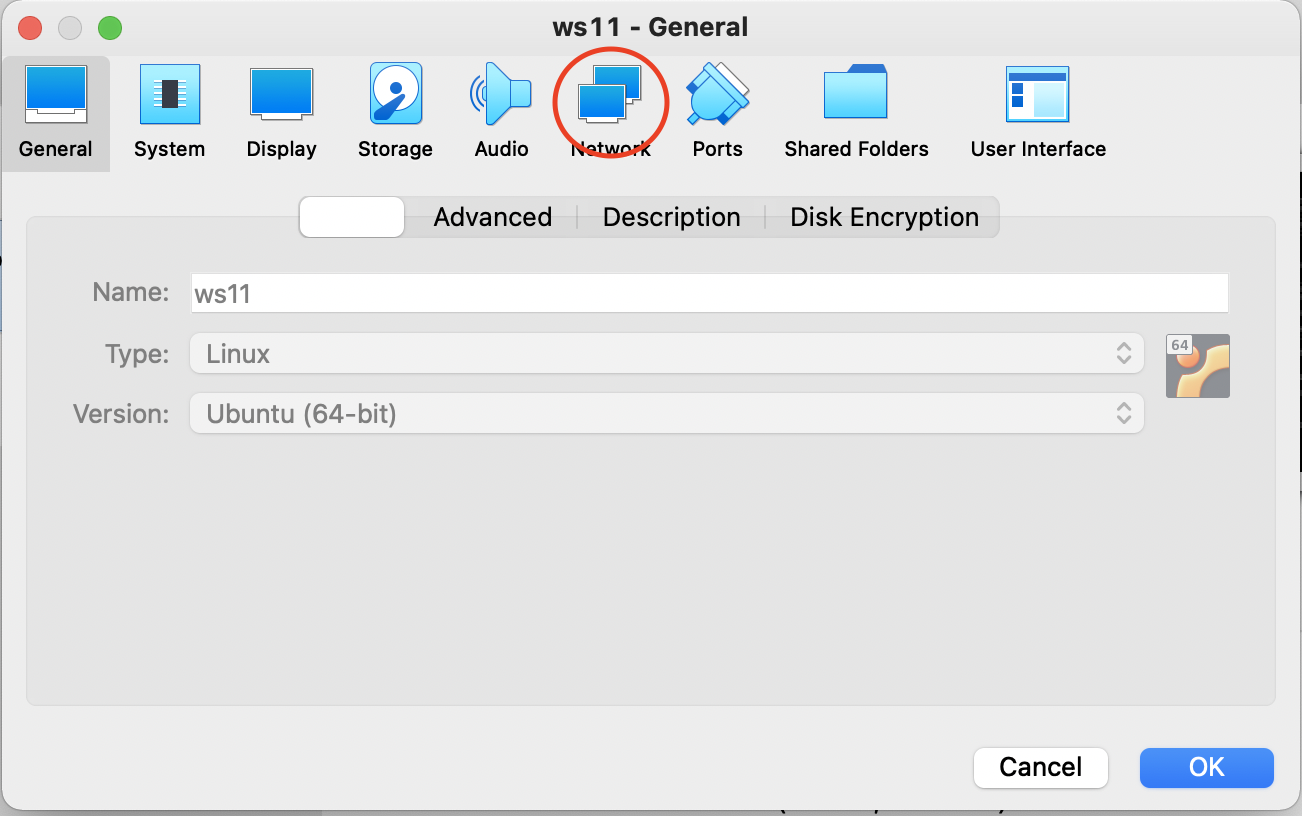 ws11 - General
General System Display Storage Audio Network Ports Shared Folders User Interface
Advanced Description Disk Encryption
Name: ws11
Type: Linux 64
Version: Ubuntu (64-bit)
Cancel OK